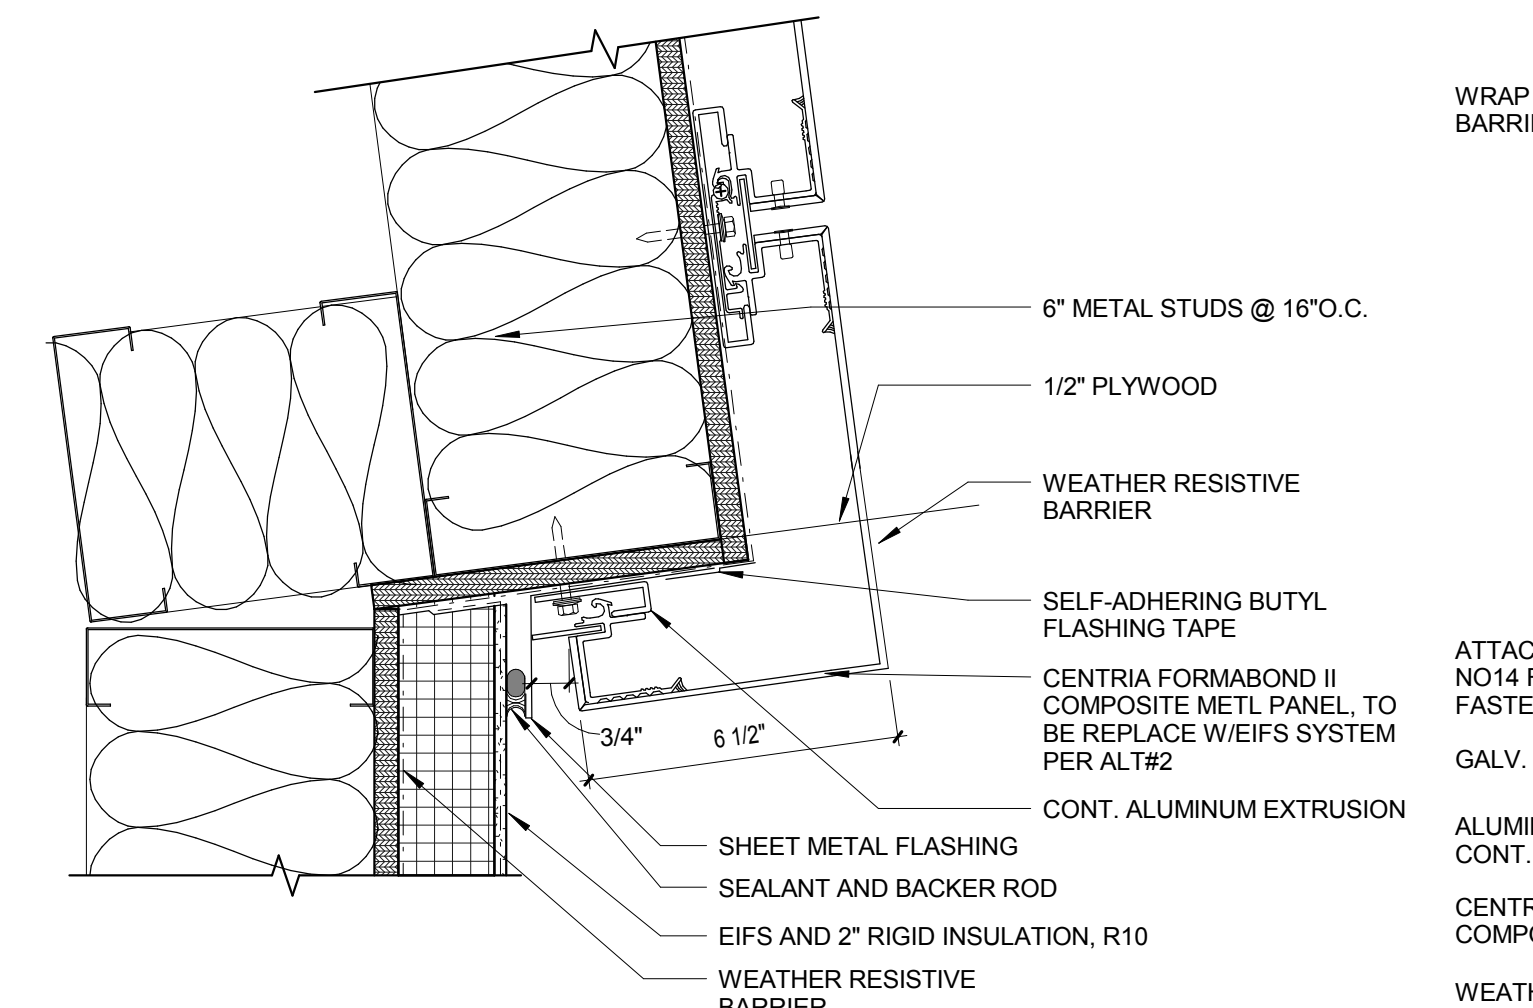 6" METAL STUDS @ 16"O.C.
1/2" PLYWOOD
WEATHER RESISTIVE
BARRIER
SELF-ADHERING BUTYL
FLASHING TAPE
CENTRIA FORMABOND II
COMPOSITE METL PANEL, TO
BE REPLACE W/EIFS SYSTEM
PER ALT#2
CONT. ALUMINUM EXTRUSION
3/4"
6 1/2"
SHEET METAL FLASHING
SEALANT AND BACKER ROD
EIFS AND 2" RIGID INSULATION, R10
WEATHER RESISTIVE
BARRIER
WRAP
BARRI
ATTAC
NO14
FASTE
GALV.
ALUMI
CONT.
CENTR
COMPO
WEATH